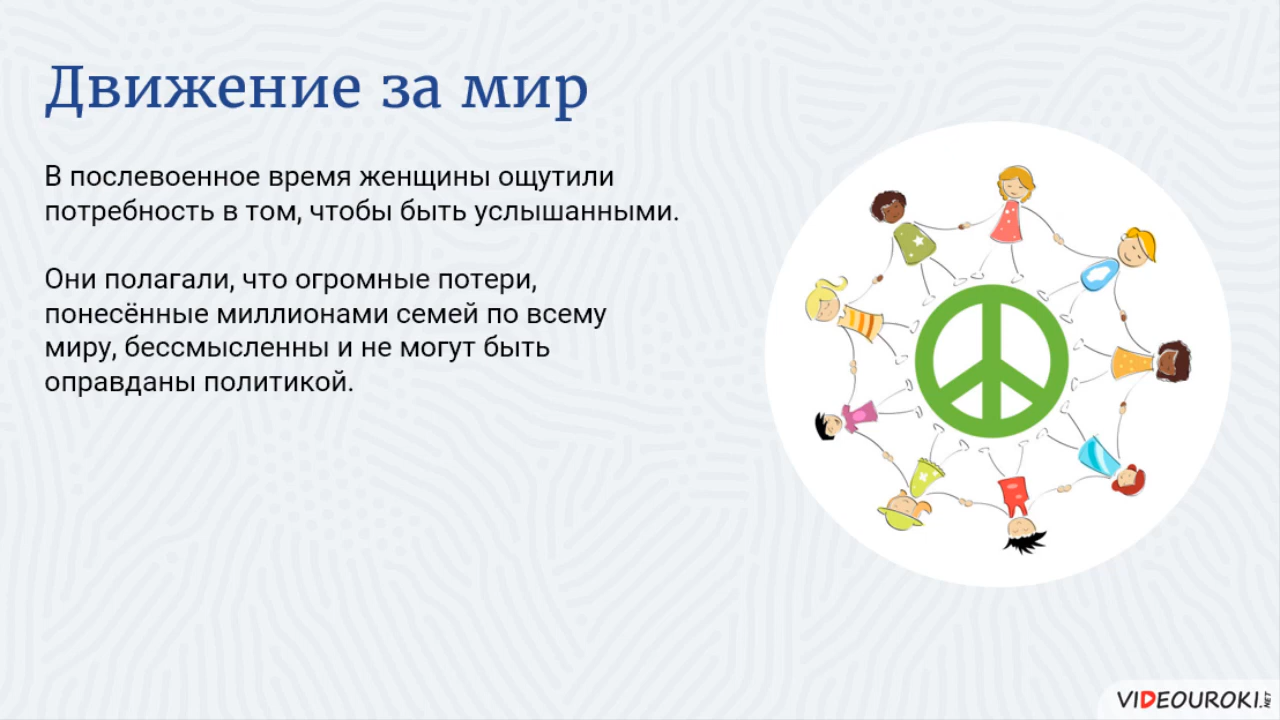 Движение за мир
В послевоенное время женщины ощутили
потребность в том, чтобы быть услышанными.
Они полагали, что огромные потери,
понесённые миллионами семей по всему
миру, бессмысленны и не могут быть
оправданы политикой.
VIDEOUROKI.NET